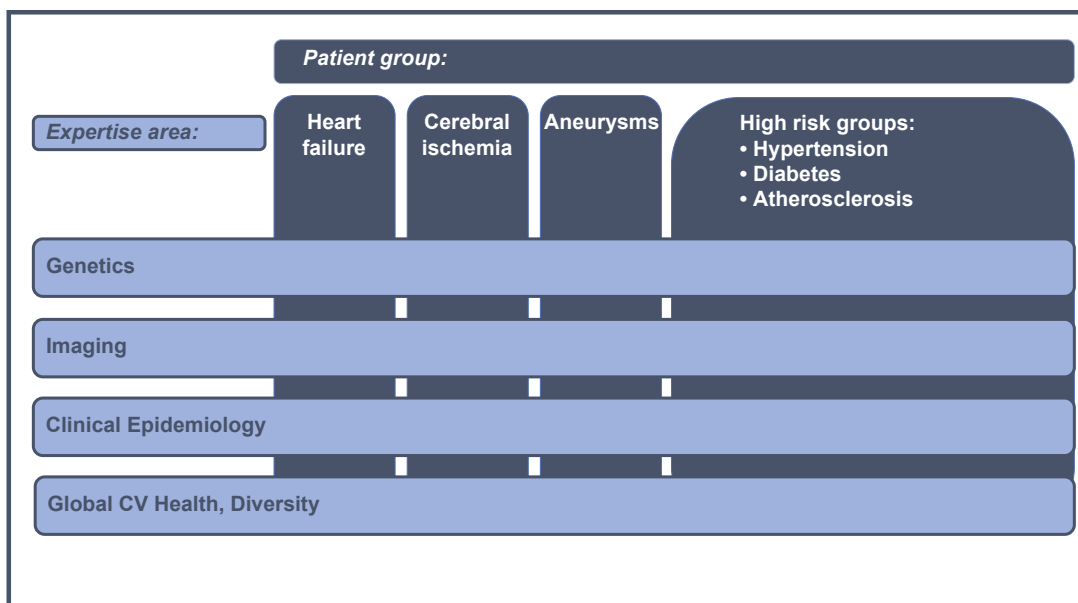 Patient group:
Expertise area:
Heart
failure
Cerebral
ischemia
Aneurysms
High risk groups:
• Hypertension
• Diabetes
• Atherosclerosis
Genetics
Imaging
Clinical Epidemiology
Global CV Health, Diversity